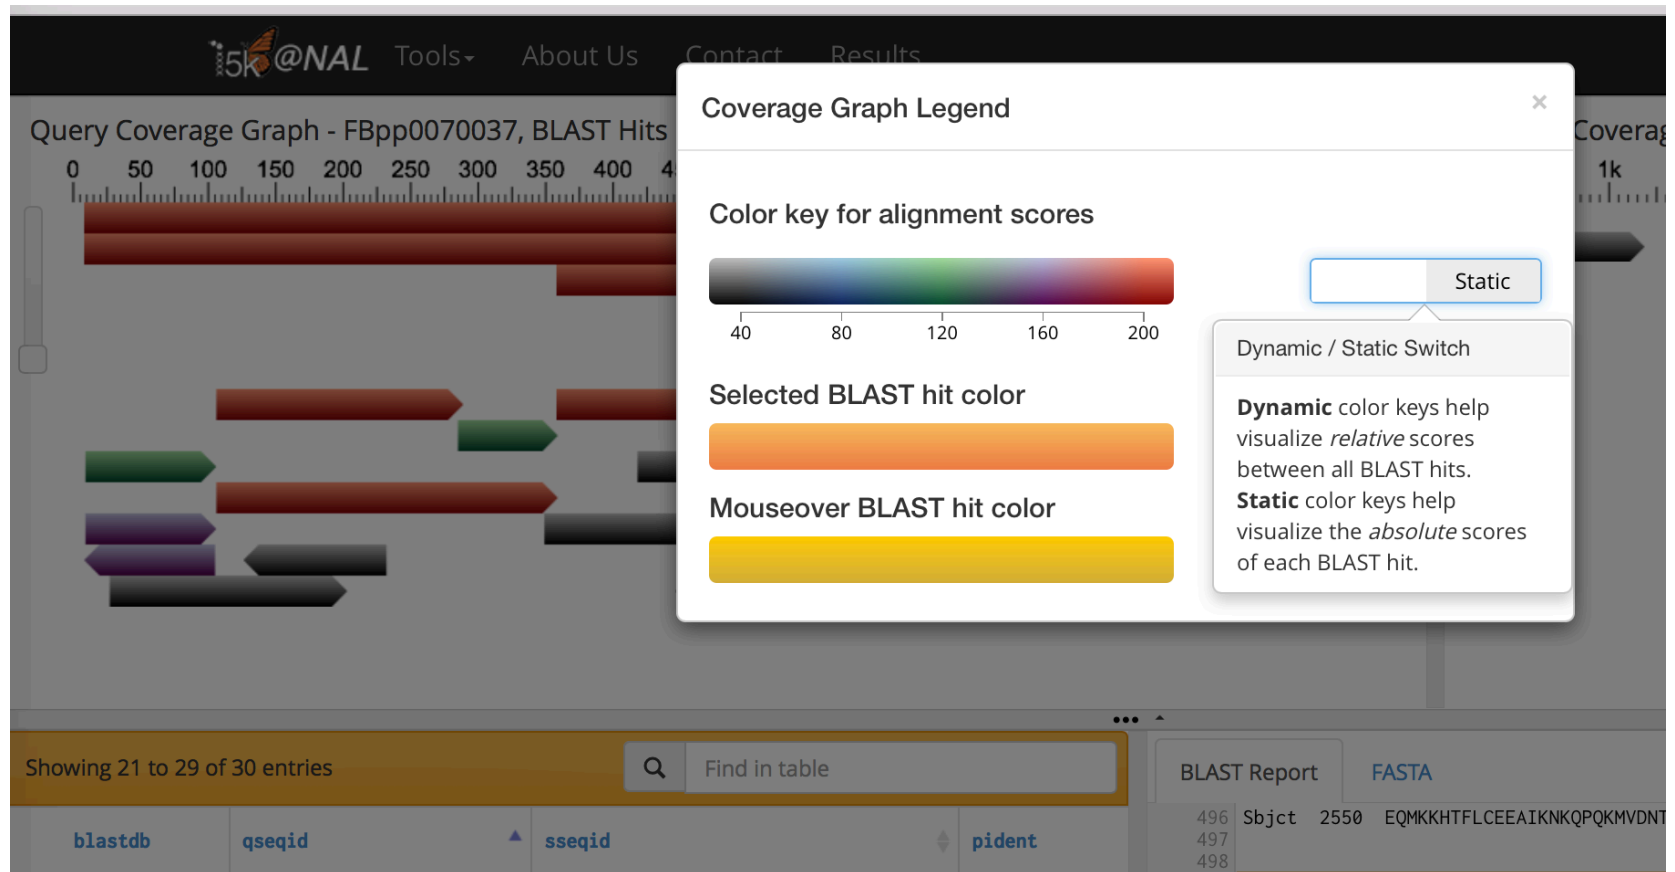 i5k@NAL Tools About Us Contact Results
Query Coverage Graph - FBpp0070037, BLAST Hits
0 50 100 150 200 250 300 350 400
1k
Coverage Graph Legend ×
Color key for alignment scores
40 80 120 160 200
Static
Selected BLAST hit color
Mouseover BLAST hit color
Dynamic / Static Switch
Dynamic color keys help
visualize relative scores
between all BLAST hits.
Static color keys help
visualize the absolute scores
of each BLAST hit.
Showing 21 to 29 of 30 entries
Find in table
blastdb qseqid sseqid pident
BLAST Report FASTA
496 Sbjct 2550 EQMKKHTFLCEEAIKNKQPQKMVDNT
497
498